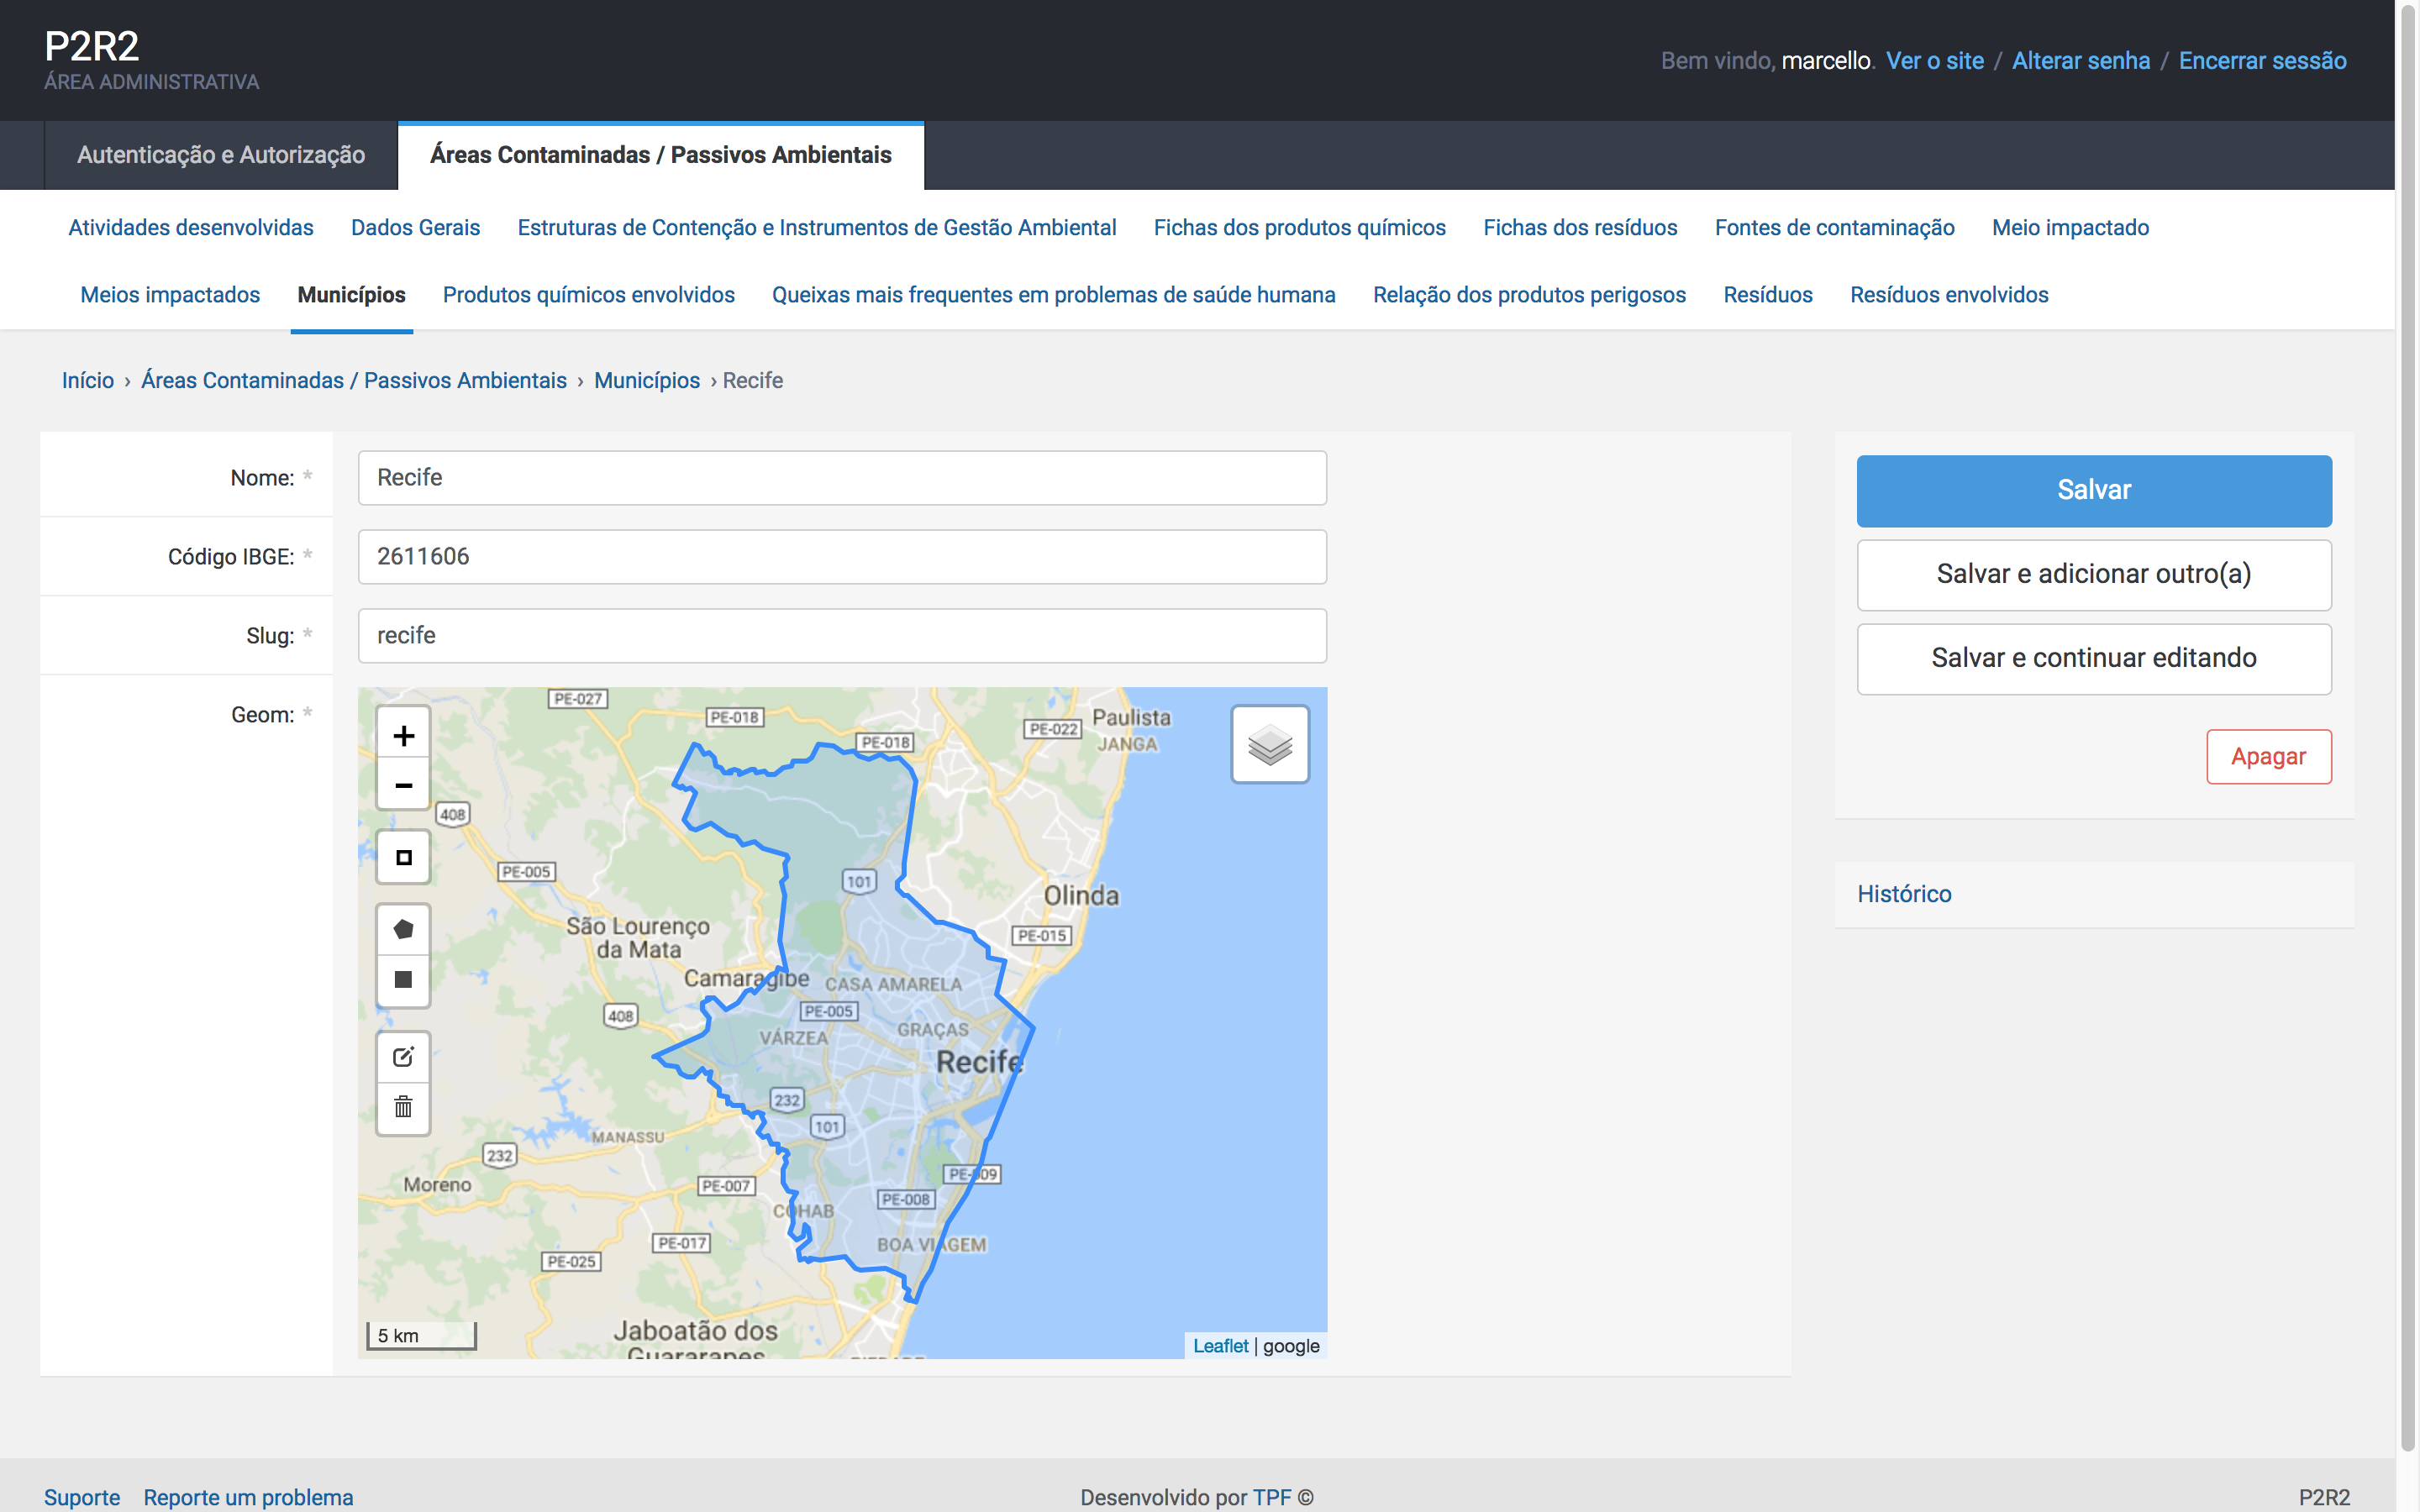 P2R2
ÁREA ADMINISTRATIVA
Bem vindo, marcello. Ver o site / Alterar senha / Encerrar sessão
Autenticação e Autorização
Áreas Contaminadas / Passivos Ambientais
Atividades desenvolvidas Dados Gerais Estruturas de Contenção e Instrumentos de Gestão Ambiental Fichas dos produtos químicos Fichas dos resíduos Fontes de contaminação Meio impactado
Meios impactados Municípios Produtos químicos envolvidos Queixas mais frequentes em problemas de saúde humana Relação dos produtos perigosos Resíduos Resíduos envolvidos
Início › Áreas Contaminadas / Passivos Ambientais › Municípios › Recife
Nome: *
Recife
Código IBGE: *
2611606
Slug: *
recife
Geom: *
+
−
PE-027
PE-018
PE-018
PE-022
Paulista
JANGA
408
PE-005
101
Olinda
São Lourenço
da Mata
PE-015
Camaragibe
CASA AMARELA
408
PE-005
VÁRZEA
GRAÇAS
Recife
232
101
MANASSU
232
PE-009
Moreno
PE-007
PE-008
COHAB
PE-017
BOA VIAGEM
PE-025
Jaboatão dos
Guararapes
5 km
Leaflet | google
Salvar
Salvar e adicionar outro(a)
Salvar e continuar editando
Apagar
Histórico
Suporte Reporte um problema
Desenvolvido por TPF ©
P2R2